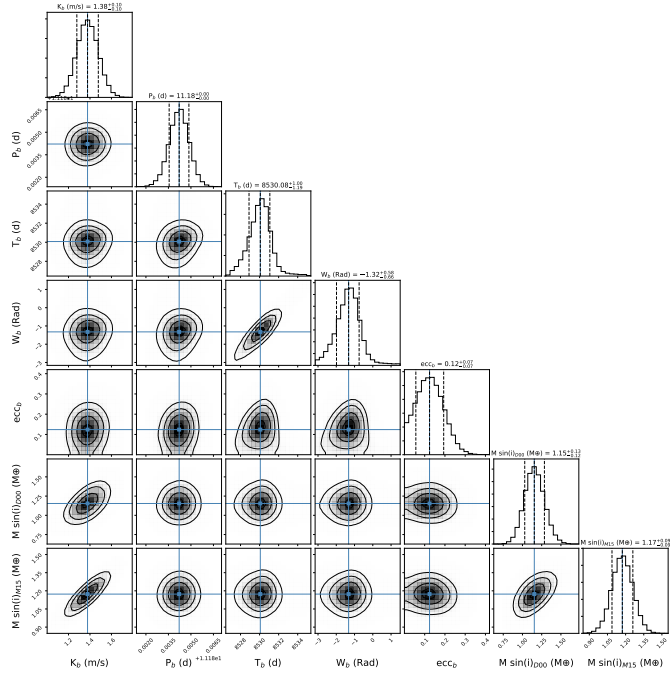 K_b (m/s) = 1.38^{+0.10}_{-0.10}
P_b (d) = 11.18^{+0.00}_{-0.00}
T_b (d) = 8530.08^{+1.00}_{-1.19}
W_b (Rad) = −1.32^{+0.58}_{-0.66}
ecc_b = 0.12^{+0.07}_{-0.07}
M sin(i)_{D00} (M⊕) = 1.15^{+0.13}_{-0.12}
M sin(i)_{M15} (M⊕) = 1.17^{+0.09}_{-0.09}
P_b (d)
0.0065
0.0050
0.0035
0.0020
T_b (d)
8534
8532
8530
8528
W_b (Rad)
1
0
−1
−2
−3
ecc_b
0.4
0.3
0.2
0.1
M sin(i)_{D00} (M⊕)
1.50
1.25
1.00
0.75
M sin(i)_{M15} (M⊕)
1.50
1.35
1.20
1.05
0.90
1.2 1.4 1.6
0.0020 0.0035 0.0050 0.0065
+1.118e1
8528 8530 8532 8534
−3 −2 −1 0 1
0.1 0.2 0.3 0.4
0.75 1.00 1.25 1.50
0.90 1.05 1.20 1.35 1.50
K_b (m/s)
P_b (d)
T_b (d)
W_b (Rad)
ecc_b
M sin(i)_{D00} (M⊕)
M sin(i)_{M15} (M⊕)